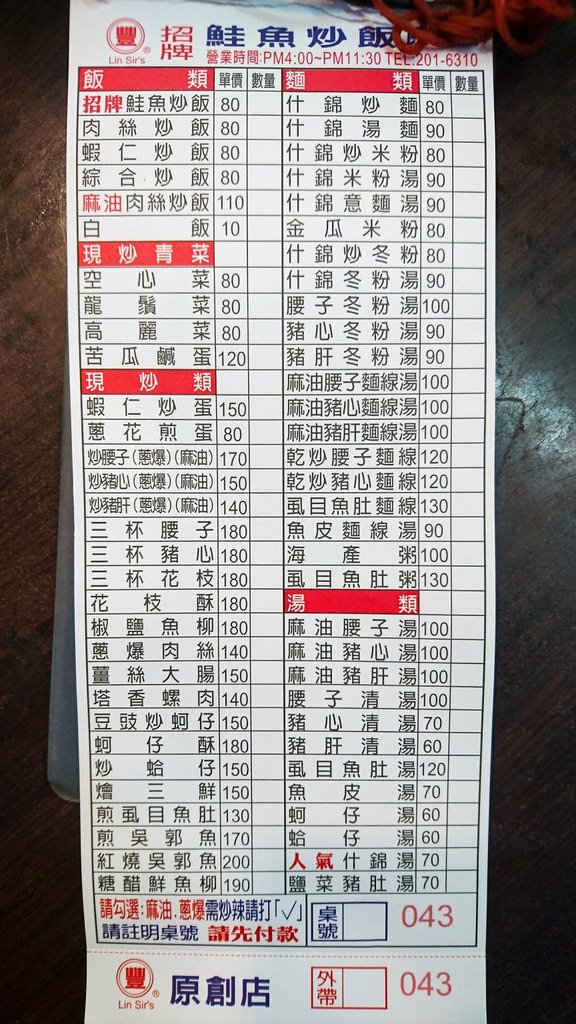 豐® 招牌 鮭魚炒飯
Lin Sir's 營業時間:PM4:00~PM11:30 TEL:201-6310
飯類 單價 數量
招牌鮭魚炒飯 80
肉絲炒飯 80
蝦仁炒飯 80
綜合炒飯 80
麻油肉絲炒飯 110
白飯 10
現炒青菜
空心菜 80
龍鬚菜 80
高麗菜 80
苦瓜鹹蛋 120
現炒類
蝦仁炒蛋 150
蔥花煎蛋 80
炒腰子(蔥爆)(麻油) 170
炒豬心(蔥爆)(麻油) 150
炒豬肝(蔥爆)(麻油) 140
三杯腰子 180
三杯豬心 180
三杯花枝 180
花枝酥 180
椒鹽魚柳 180
蔥爆肉絲 140
薑絲大腸 150
塔香螺肉 140
豆豉炒蚵仔 150
蚵仔酥 180
炒蛤仔 150
燴三鮮 150
煎虱目魚肚 130
煎吳郭魚 170
紅燒吳郭魚 200
糖醋鮮魚柳 190
麵類 單價 數量
什錦炒麵 80
什錦湯麵 90
什錦炒米粉 80
什錦米粉湯 90
什錦意麵湯 90
金瓜米粉 80
什錦炒冬粉 80
什錦冬粉湯 90
腰子冬粉湯 100
豬心冬粉湯 90
豬肝冬粉湯 90
麻油腰子麵線湯 100
麻油豬心麵線湯 100
麻油豬肝麵線湯 100
乾炒腰子麵線 120
乾炒豬心麵線 120
虱目魚肚麵線 130
魚皮麵線湯 90
海產粥 100
虱目魚肚粥 130
湯類
麻油腰子湯 100
麻油豬心湯 100
麻油豬肝湯 100
腰子清湯 100
豬心清湯 70
豬肝清湯 60
虱目魚肚湯 120
魚皮湯 70
蚵仔湯 60
蛤仔湯 60
人氣什錦湯 70
鹽菜豬肚湯 70
請勾選:麻油.蔥爆需炒辣請打「✓」
請註明桌號 請先付款
桌號 043
豐® 原創店
Lin Sir's
外帶 043